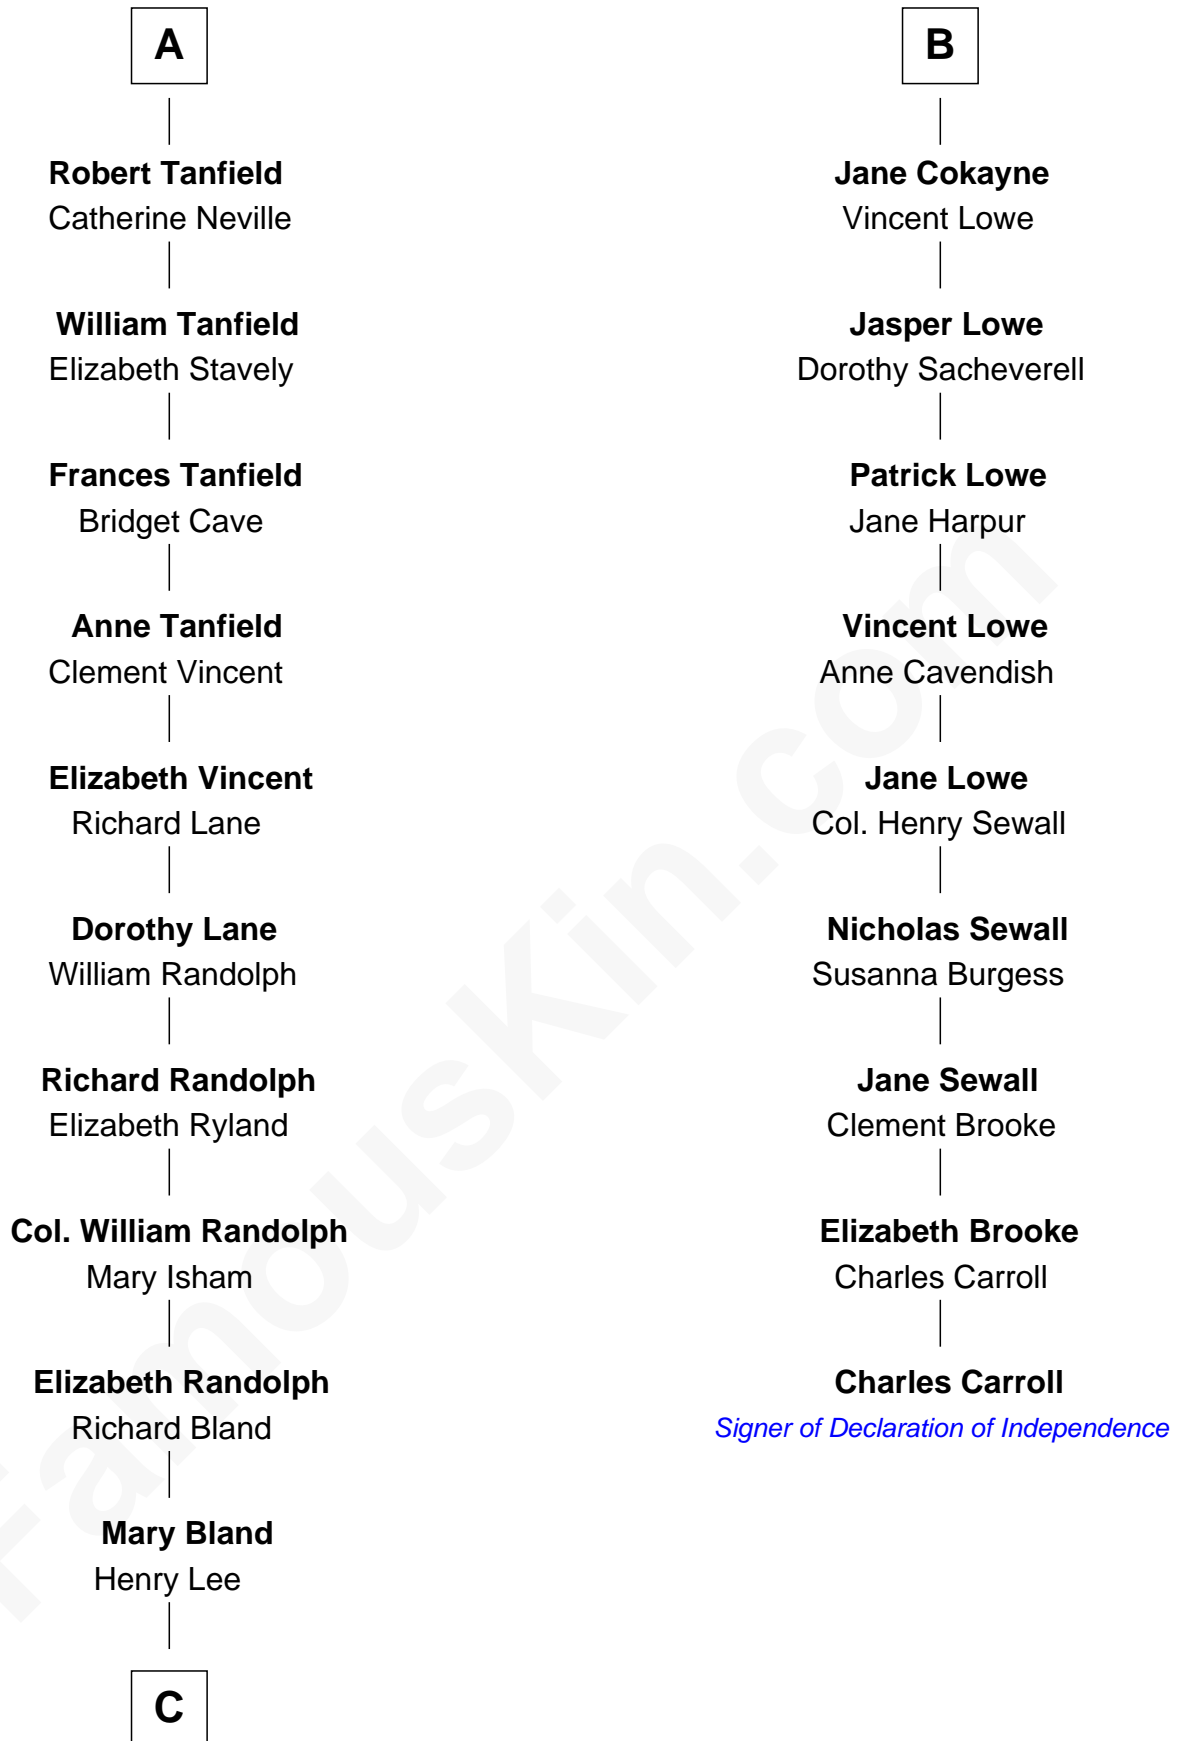 A
Robert Tanfield
Catherine Neville
William Tanfield
Elizabeth Stavely
Frances Tanfield
Bridget Cave
Anne Tanfield
Clement Vincent
Elizabeth Vincent
Richard Lane
Dorothy Lane
William Randolph
Richard Randolph
Elizabeth Ryland
Col. William Randolph
Mary Isham
Elizabeth Randolph
Richard Bland
Mary Bland
Henry Lee
C
B
Jane Cokayne
Vincent Lowe
Jasper Lowe
Dorothy Sacheverell
Patrick Lowe
Jane Harpur
Vincent Lowe
Anne Cavendish
Jane Lowe
Col. Henry Sewall
Nicholas Sewall
Susanna Burgess
Jane Sewall
Clement Brooke
Elizabeth Brooke
Charles Carroll
Charles Carroll
Signer of Declaration of Independence
FamousKin.com